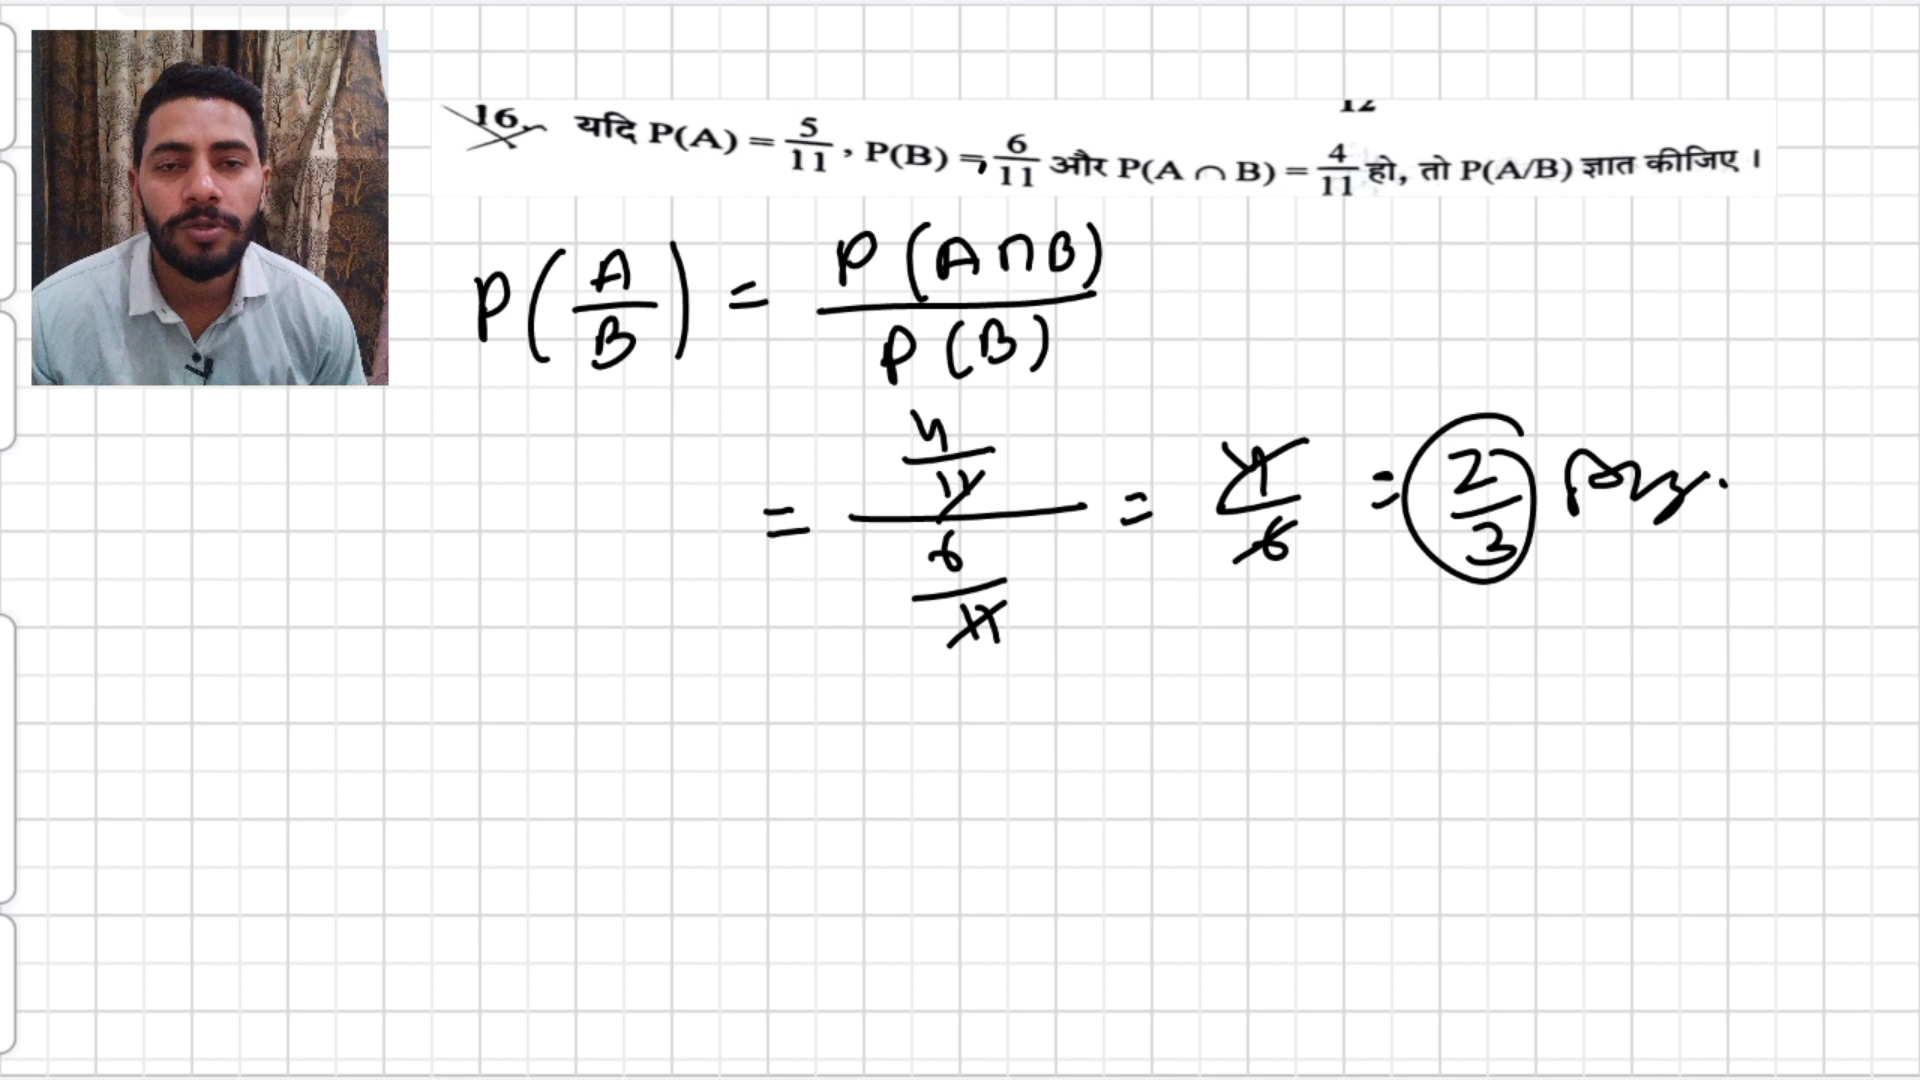 12
16. यदि P(A) = 5/11, P(B) = 6/11 और P(A ∩ B) = 4/11 हो, तो P(A/B) ज्ञात कीजिए ।
P(A/B) = P(A∩B)/P(B)
= (4/11)/(6/11) = 4/6 = 2/3 Ans.